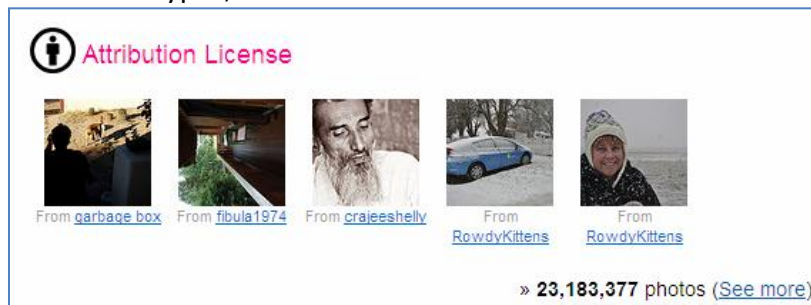 Attribution License
From garbage box From fibula1974 From crajeeshelly From RowdyKittens From RowdyKittens
» 23,183,377 photos (See more)